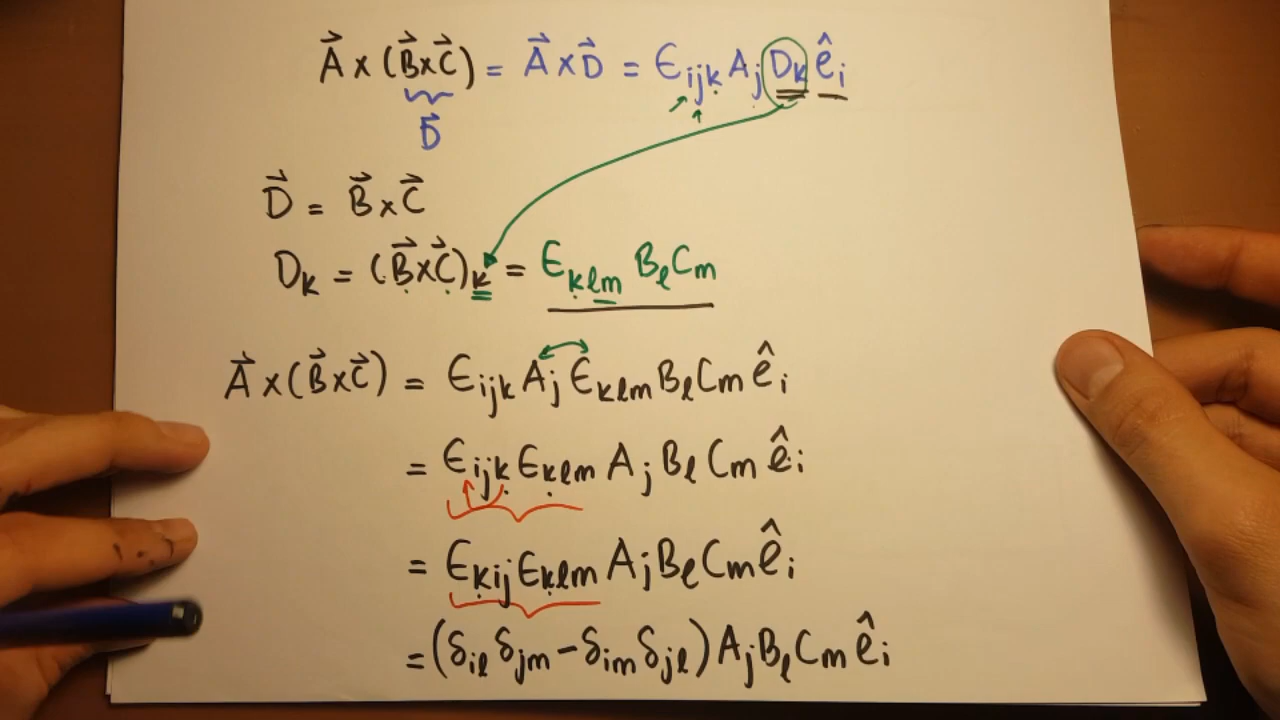 A⃗ × (B⃗×C⃗) = A⃗ × D⃗ = ϵᵢⱼₖ Aⱼ Dₖ êᵢ
D⃗
D⃗ = B⃗ × C⃗
Dₖ = (B⃗×C⃗)ₖ = ϵₖₗₘ Bₗ Cₘ
A⃗ × (B⃗×C⃗) = ϵᵢⱼₖ Aⱼ ϵₖₗₘ Bₗ Cₘ êᵢ
= ϵᵢⱼₖ ϵₖₗₘ Aⱼ Bₗ Cₘ êᵢ
= ϵₖᵢⱼ ϵₖₗₘ Aⱼ Bₗ Cₘ êᵢ
= (δᵢₗ δⱼₘ − δᵢₘ δⱼₗ) Aⱼ Bₗ Cₘ êᵢ